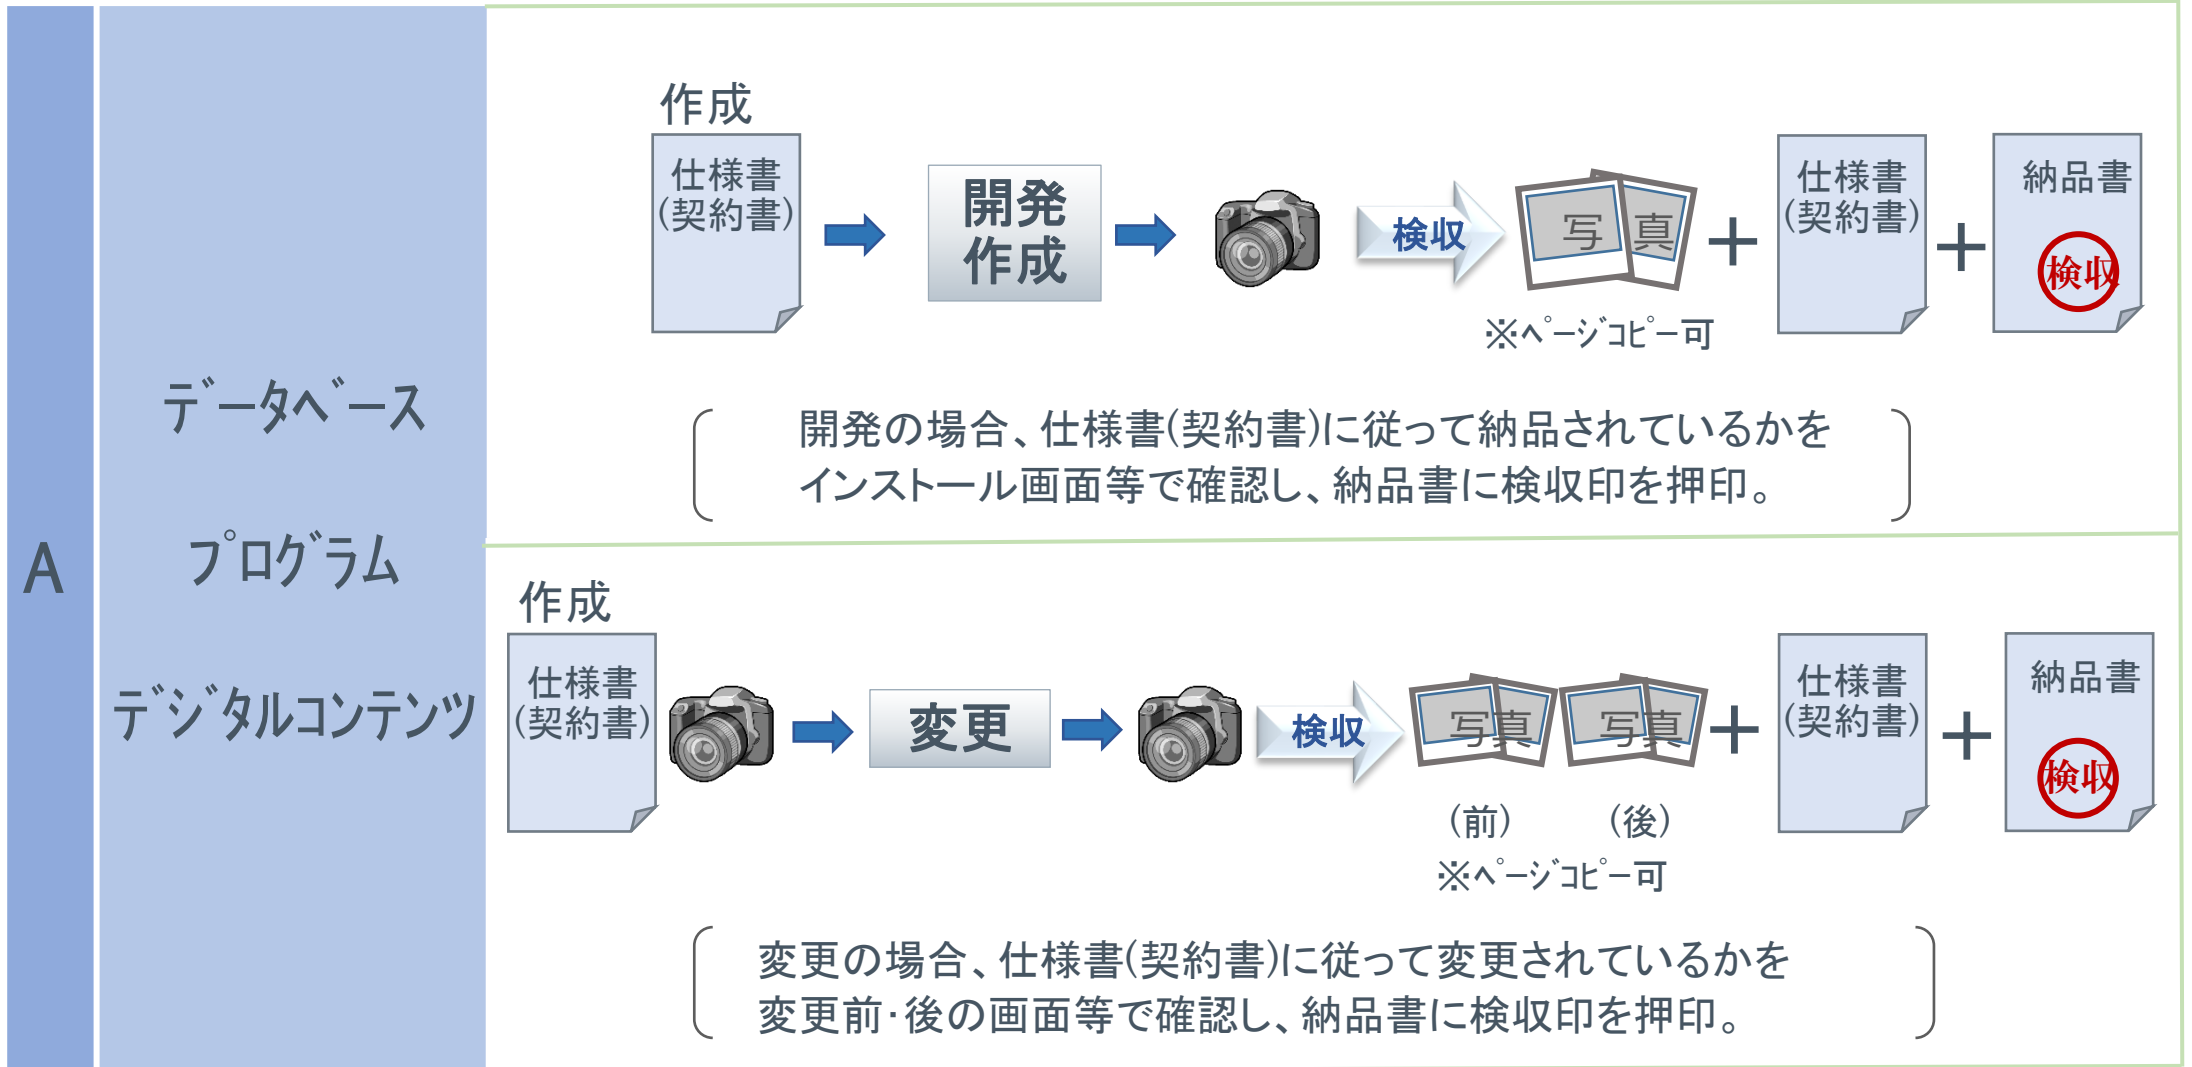 A
データベース
プログラム
デジタルコンテンツ
作成
仕様書
(契約書)
開発
作成
検収
写真
※ページコピー可
+
仕様書
(契約書)
+
納品書
検収
開発の場合、仕様書(契約書)に従って納品されているかを
インストール画面等で確認し、納品書に検収印を押印。
作成
仕様書
(契約書)
変更
検収
写真
写真
(前)
(後)
※ページコピー可
+
仕様書
(契約書)
+
納品書
検収
変更の場合、仕様書(契約書)に従って変更されているかを
変更前・後の画面等で確認し、納品書に検収印を押印。